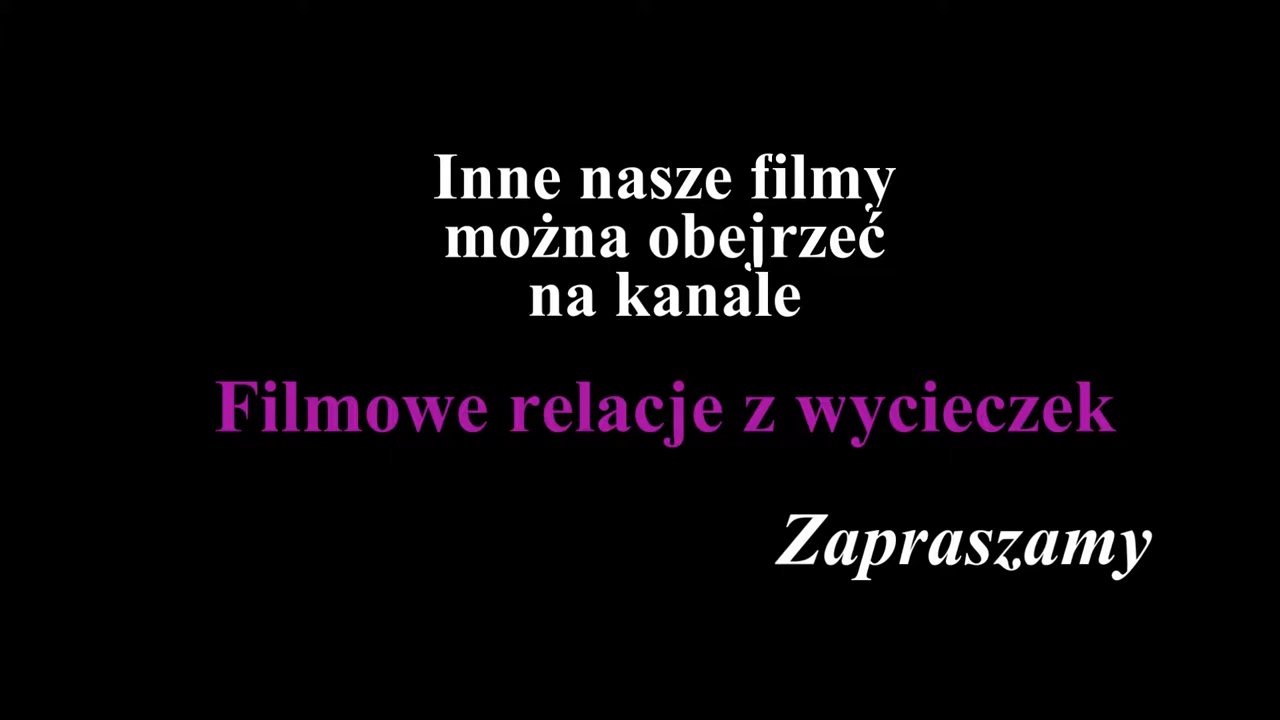 Inne nasze filmy
można obejrzeć
na kanale
Filmowe relacje z wycieczek
Zapraszamy